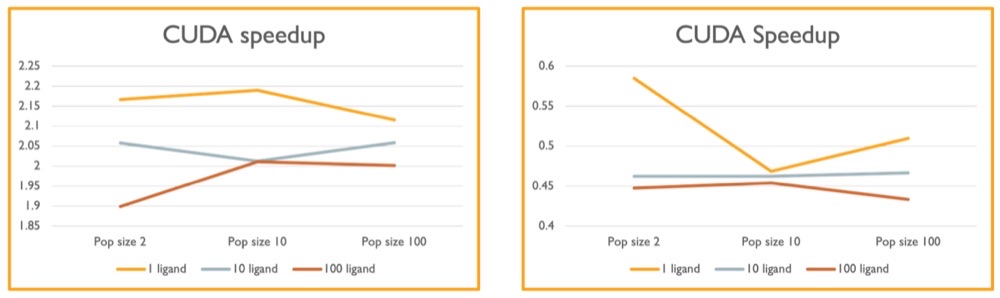 CUDA speedup
2.25
2.2
2.15
2.1
2.05
2
1.95
1.9
1.85
Pop size 2 Pop size 10 Pop size 100
1 ligand 10 ligand 100 ligand
CUDA Speedup
0.6
0.55
0.5
0.45
0.4
Pop size 2 Pop size 10 Pop size 100
1 ligand 10 ligand 100 ligand